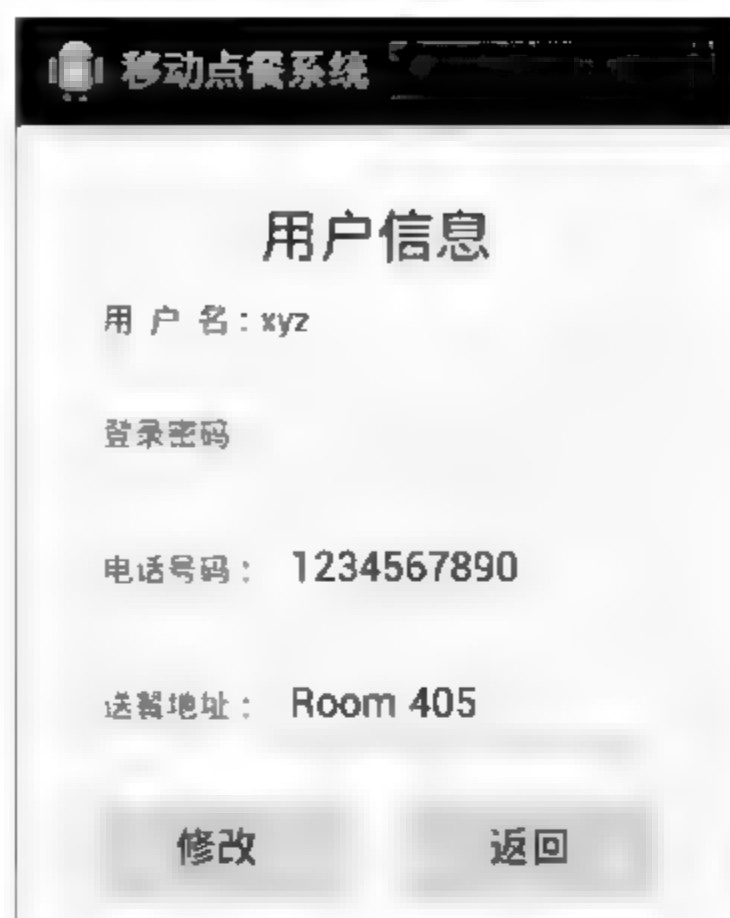 移动点餐系统
用户信息
用 户 名：xyz
登录密码
电话号码： 1234567890
送餐地址： Room 405
修改 返回